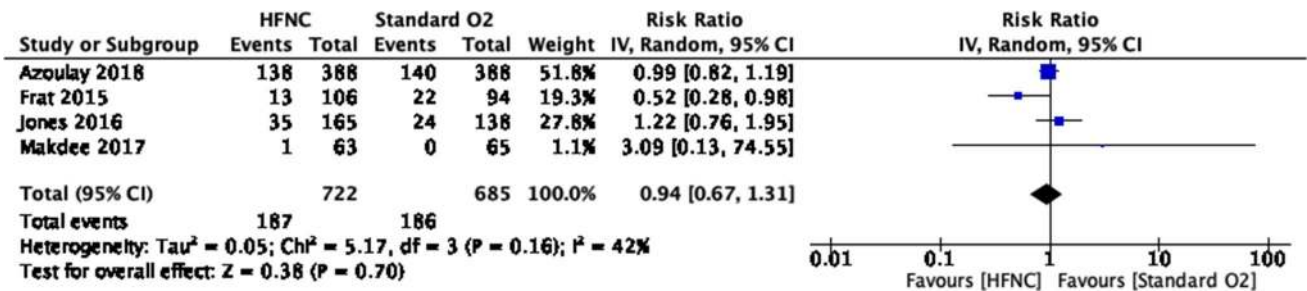 HFNC Standard O2 Risk Ratio Risk Ratio
Study or Subgroup Events Total Events Total Weight IV, Random, 95% CI IV, Random, 95% CI
Azoulay 2018 138 388 140 388 51.8% 0.99 [0.82, 1.19]
Frat 2015 13 106 22 94 19.3% 0.52 [0.28, 0.98]
Jones 2016 35 165 24 138 27.8% 1.22 [0.76, 1.95]
Makdee 2017 1 63 0 65 1.1% 3.09 [0.13, 74.55]
Total (95% CI) 722 685 100.0% 0.94 [0.67, 1.31]
Total events 187 186
Heterogeneity: Tau² = 0.05; Chi² = 5.17, df = 3 (P = 0.16); I² = 42%
Test for overall effect: Z = 0.38 (P = 0.70)
0.01 0.1 1 10 100
Favours [HFNC] Favours [Standard O2]